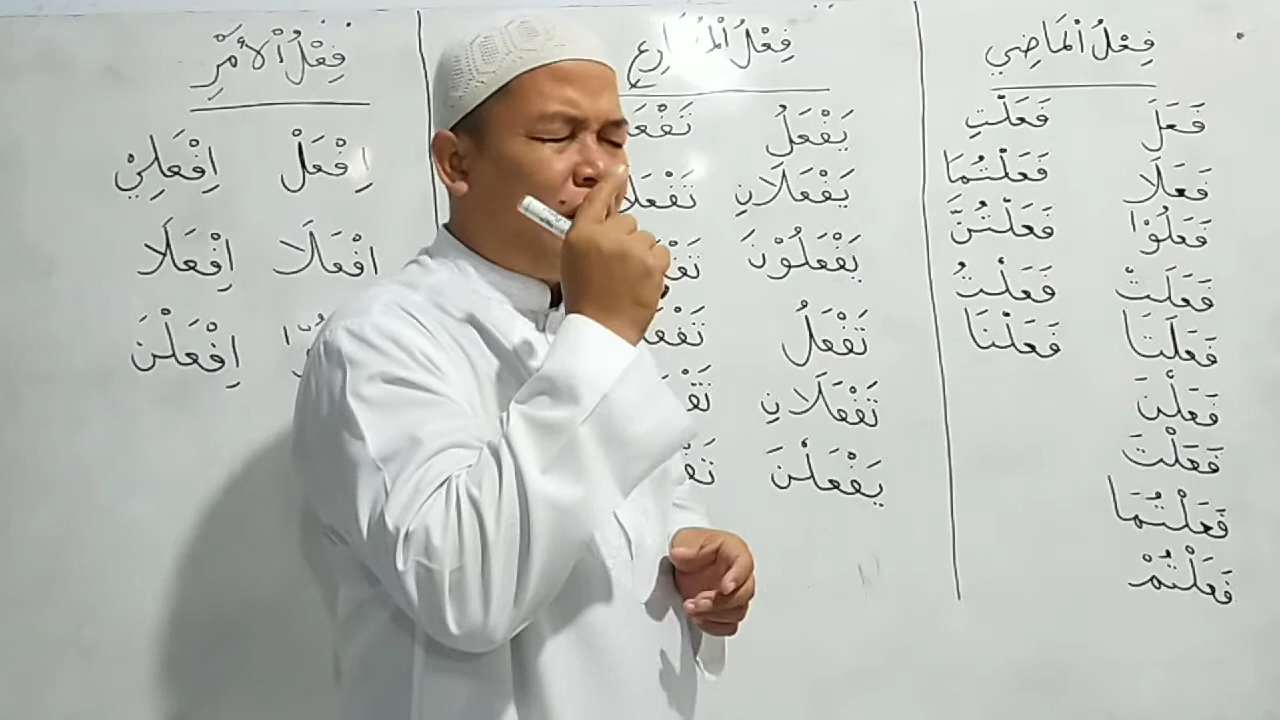 فِعْلُ الْمَاضِي
فَعَلَ فَعَلْتِ
فَعَلَا فَعَلْتُمَا
فَعَلُوْا فَعَلْتُنَّ
فَعَلَتْ فَعَلْتُ
فَعَلَتَا فَعَلْنَا
فَعَلْنَ
فَعَلْتَ
فَعَلْتُمَا
فَعَلْتُمْ
فِعْلُ
يَفْعَلُ
يَفْعَلَانِ
يَفْعَلُوْنَ
تَفْعَلُ
تَفْعَلَانِ
يَفْعَلْنَ
فِعْلُ الْأَمْرِ
اِفْعَلْ اِفْعَلِيْ
اِفْعَلَا اِفْعَلَا
اِفْعَلْنَ